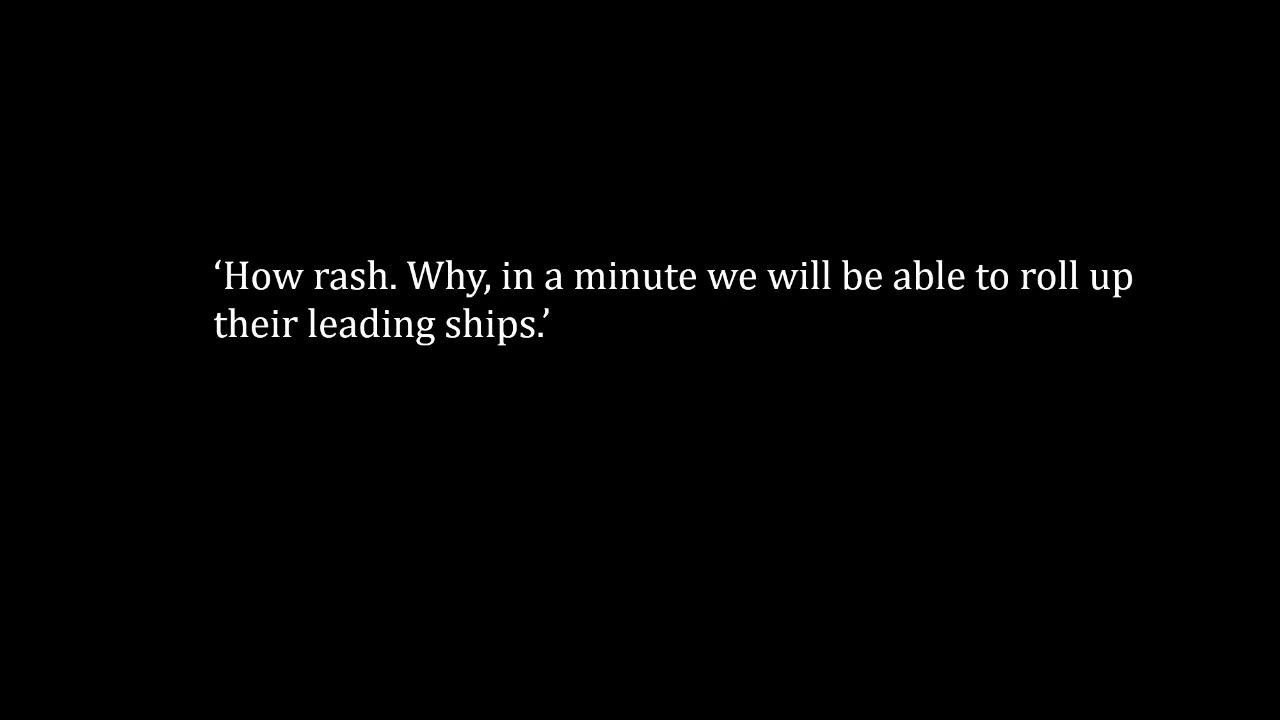 ‘How rash. Why, in a minute we will be able to roll up
their leading ships.’